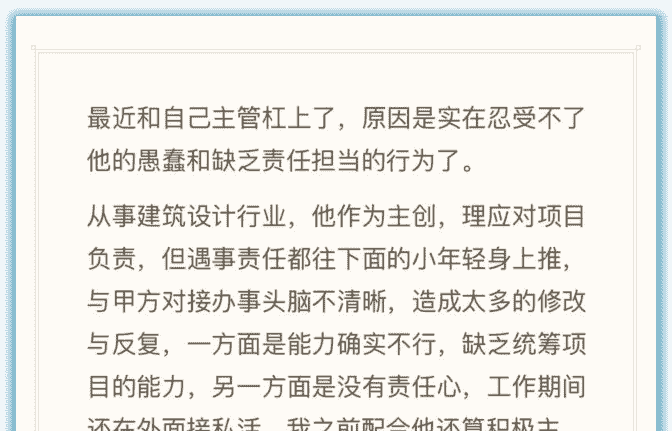 最近和自己主管杠上了，原因是实在忍受不了
他的愚蠢和缺乏责任担当的行为了。
从事建筑设计行业，他作为主创，理应对项目
负责，但遇事责任都往下面的小年轻身上推，
与甲方对接办事头脑不清晰，造成太多的修改
与反复，一方面是能力确实不行，缺乏统筹项
目的能力，另一方面是没有责任心，工作期间
还在外面接私活，我之前配合他还算积极主